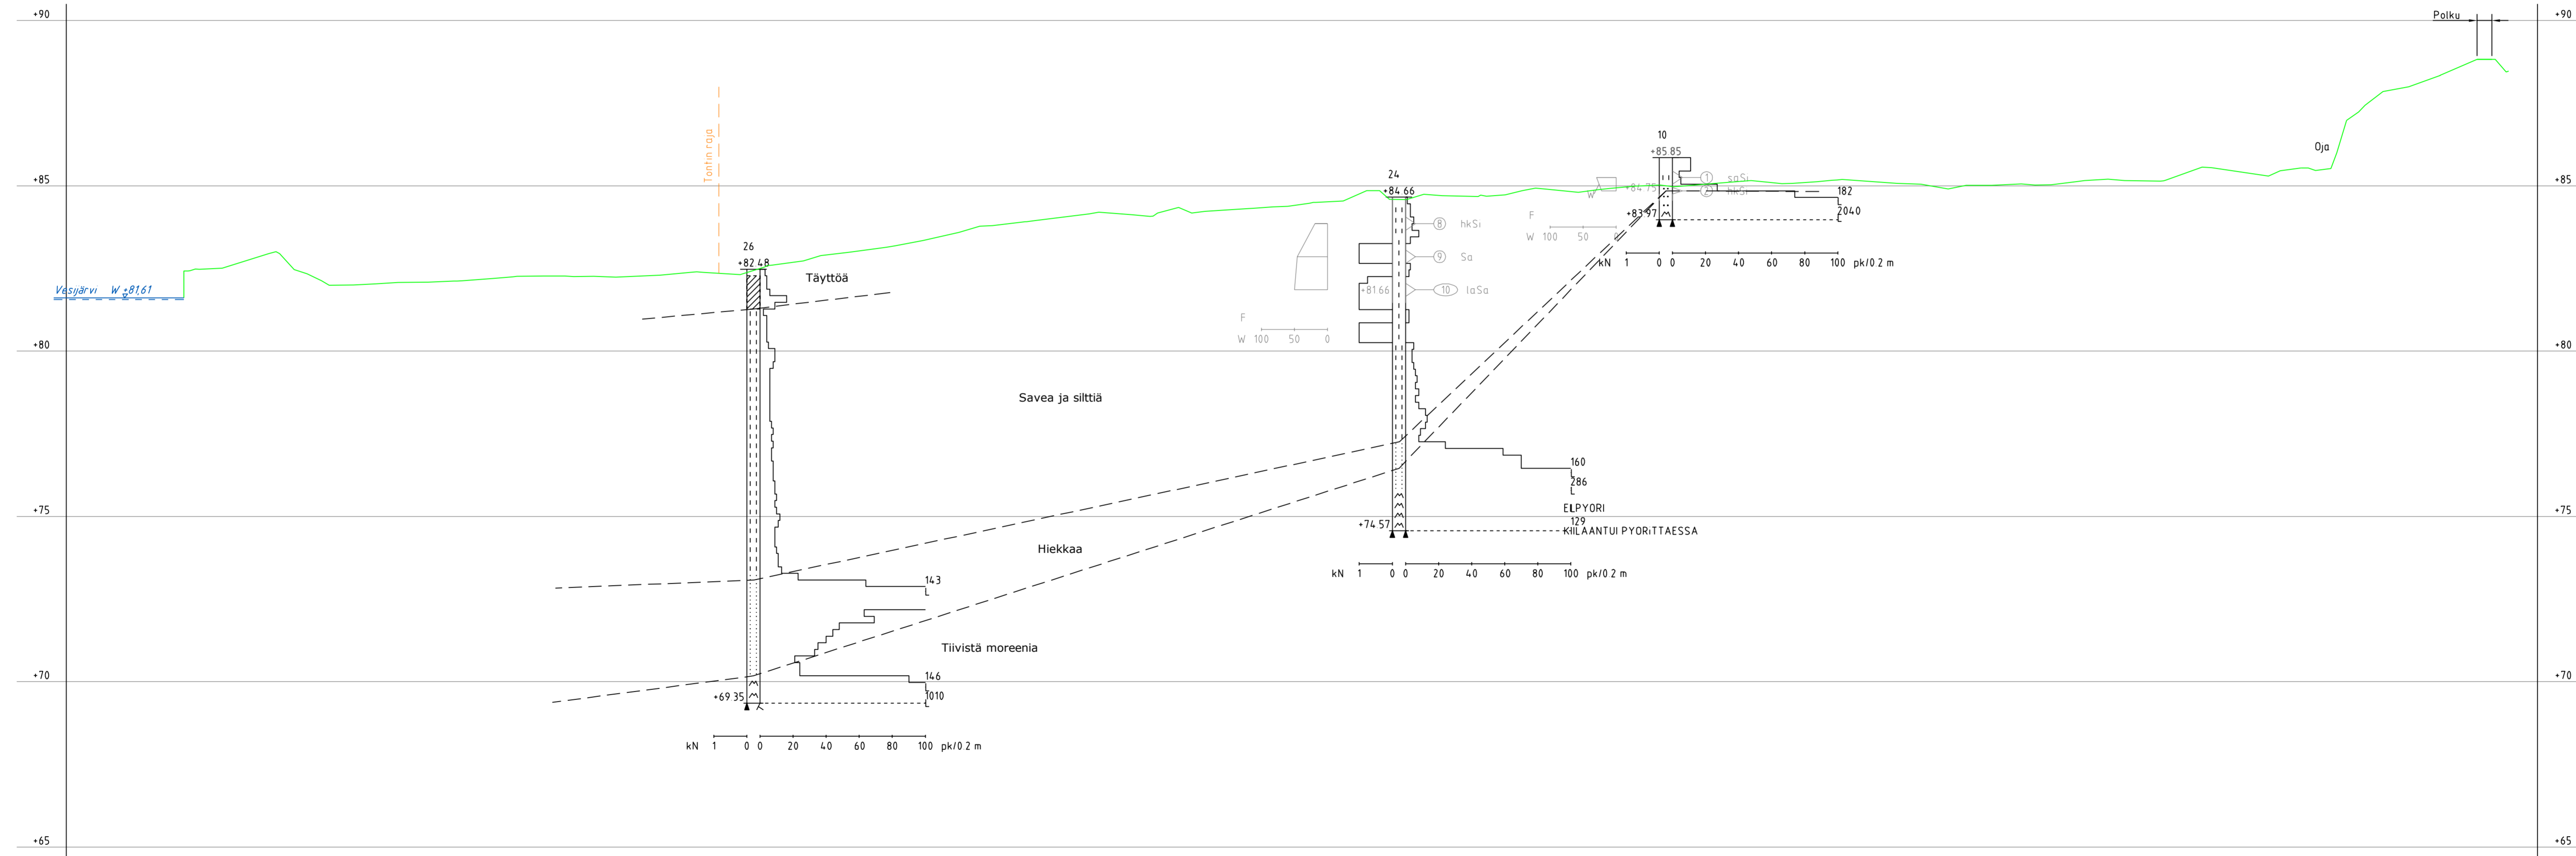 +90
Polku
+90
Oja
Tontin raja
10
+85.85
+85
+84.75
1 saSi
2 hkSi
182
2040
+85
24
+84.66
+83.97
F
W
W 100 50 0
8 hkSi
kN 1 0 0 20 40 60 80 100 pk/0.2 m
26
+82.48
Täyttöä
9 Sa
Vesijärvi W +81,61
+81.66
10 laSa
F
W 100 50 0
+80
+80
Savea ja silttiä
160
286
ELPYORI
129
+75
+74.57
KIILAANTUI PYORITTAESSA
+75
Hiekkaa
kN 1 0 0 20 40 60 80 100 pk/0.2 m
143
Tiivistä moreenia
+70
146
+69.35
1010
+70
kN 1 0 0 20 40 60 80 100 pk/0.2 m
+65
+65